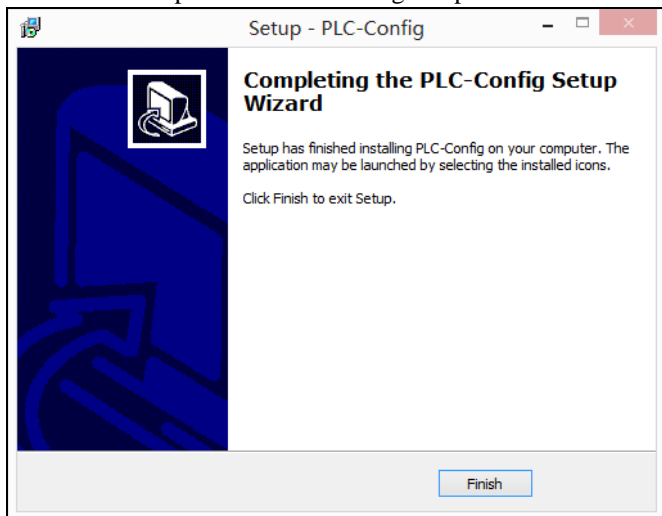 Setup - PLC-Config
Completing the PLC-Config Setup
Wizard
Setup has finished installing PLC-Config on your computer. The
application may be launched by selecting the installed icons.
Click Finish to exit Setup.
Finish